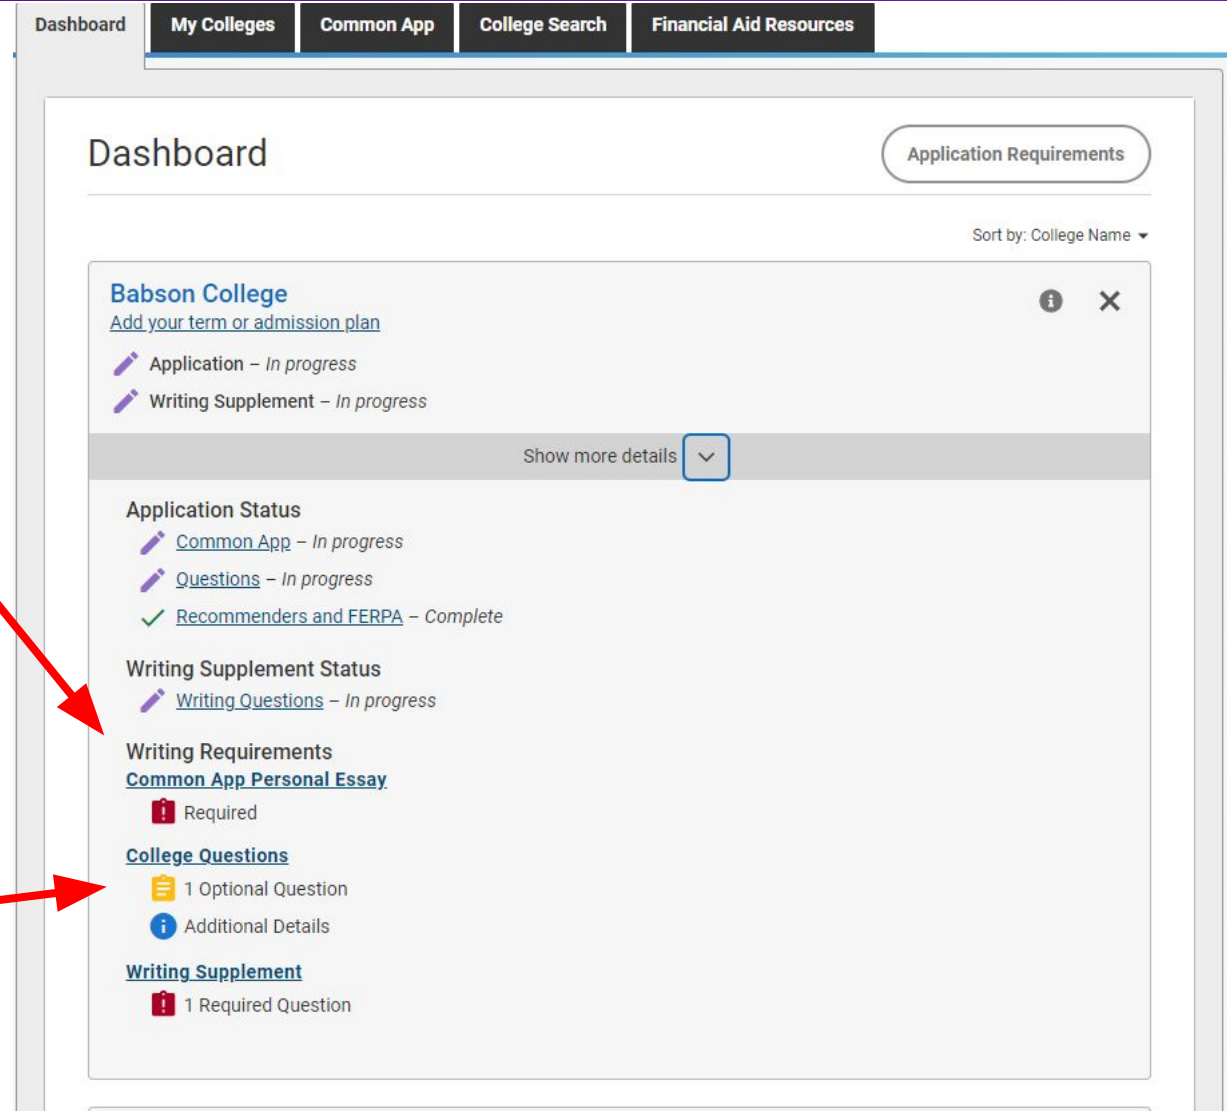 Dashboard My Colleges Common App College Search Financial Aid Resources
Dashboard
Application Requirements
Sort by: College Name
Babson College
Add your term or admission plan
Application – In progress
Writing Supplement – In progress
Show more details
Application Status
Common App – In progress
Questions – In progress
Recommenders and FERPA – Complete
Writing Supplement Status
Writing Questions – In progress
Writing Requirements
Common App Personal Essay
Required
College Questions
1 Optional Question
Additional Details
Writing Supplement
1 Required Question